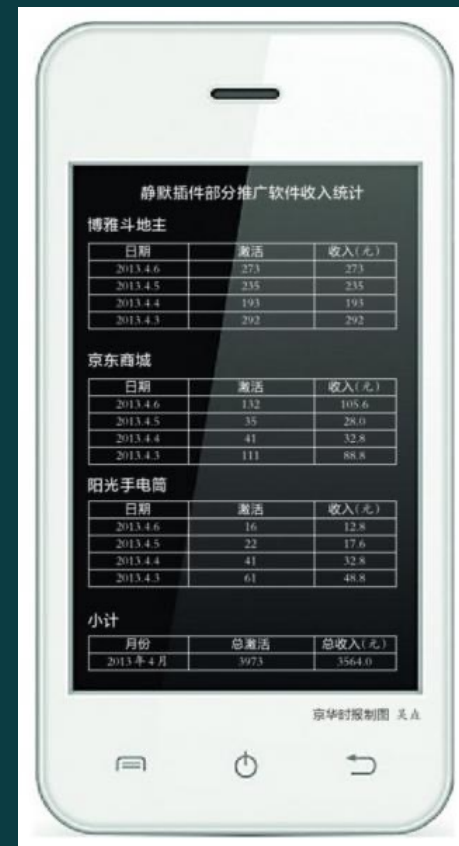 静默插件部分推广软件收入统计
博雅斗地主
日期 激活 收入(元)
2013.4.6 273 273
2013.4.5 235 235
2013.4.4 193 193
2013.4.3 292 292
京东商城
日期 激活 收入(元)
2013.4.6 132 105.6
2013.4.5 35 28.0
2013.4.4 41 32.8
2013.4.3 111 88.8
阳光手电筒
日期 激活 收入(元)
2013.4.6 16 12.8
2013.4.5 22 17.6
2013.4.4 41 32.8
2013.4.3 61 48.8
小计
月份 总激活 总收入(元)
2013年4月 3973 3564.0
京华时报制图